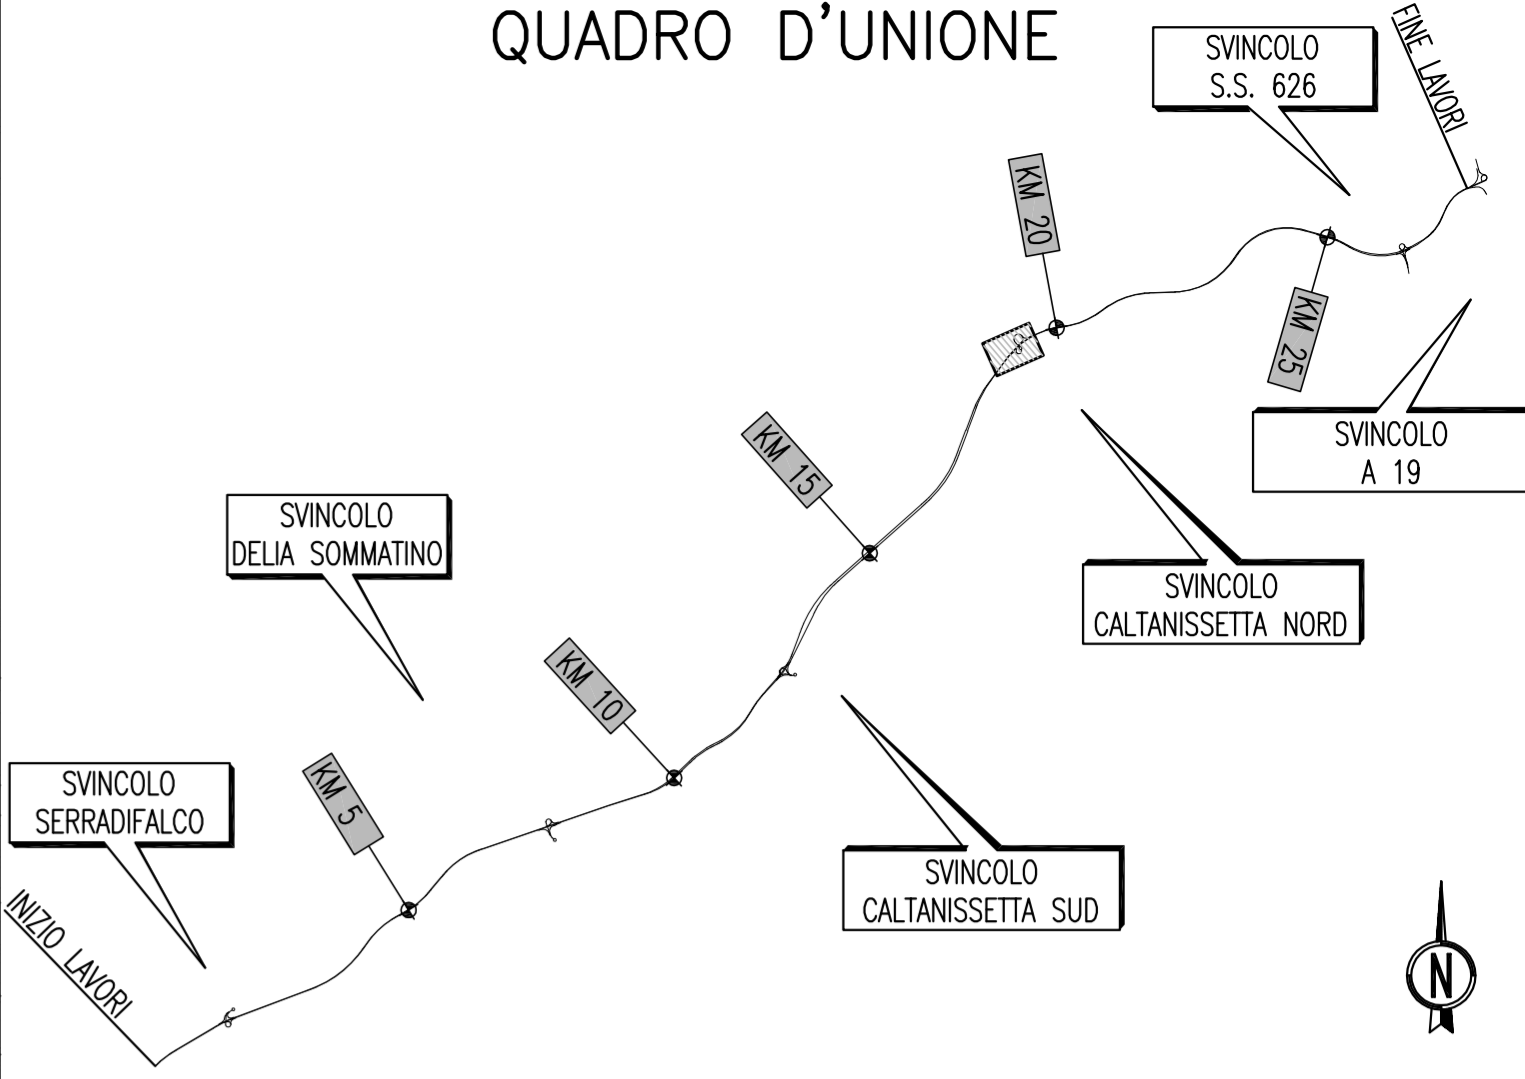 QUADRO D'UNIONE
SVINCOLO
S.S. 626
FINE LAVORI
KM 20
KM 25
SVINCOLO
A 19
KM 15
SVINCOLO
DELIA SOMMATINO
SVINCOLO
CALTANISSETTA NORD
KM 10
KM 5
SVINCOLO
SERRADIFALCO
SVINCOLO
CALTANISSETTA SUD
INIZIO LAVORI
N